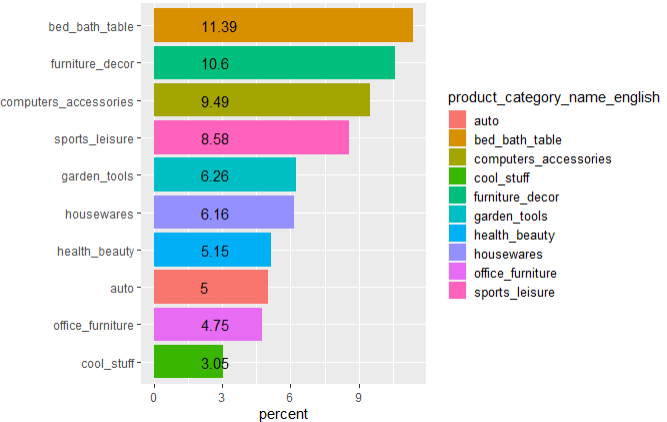 bed_bath_table 11.39
furniture_decor 10.6
computers_accessories 9.49
sports_leisure 8.58
garden_tools 6.26
housewares 6.16
health_beauty 5.15
auto 5
office_furniture 4.75
cool_stuff 3.05
0 3 6 9
percent
product_category_name_english
auto
bed_bath_table
computers_accessories
cool_stuff
furniture_decor
garden_tools
health_beauty
housewares
office_furniture
sports_leisure